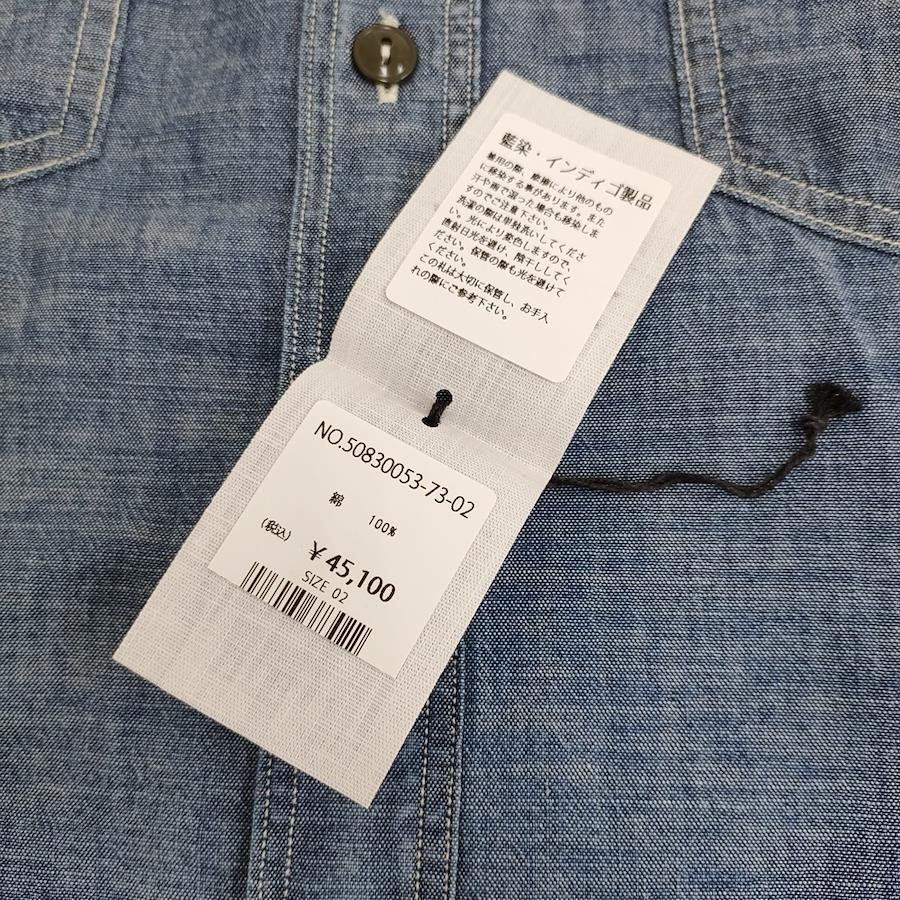 藍染・インディゴ製品
着用の際、摩擦により他のもの
に移染する事があります。また
汗や雨で湿った場合も移染しま
すのでご注意下さい。
洗濯の際は単独洗いしてくださ
い。光により変色しますので、
直射日光を避け、陰干ししてく
ださい。保管の際も光を避けて
ください。
この札は大切に保管し、お手入
れの際にご参考下さい。
NO.50830053-73-02
綿 100%
(税込)
¥45,100
SIZE 02